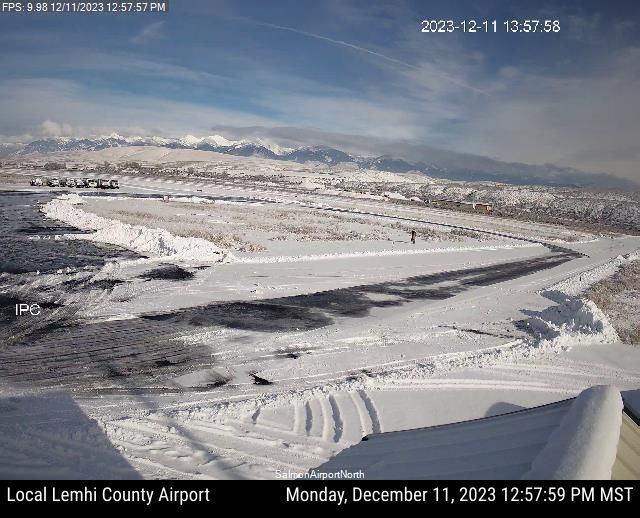 FPS: 9.98 12/11/2023 12:57:57 PM
2023-12-11 13:57:58
IPC
SalmonAirportNorth
Local Lemhi County Airport Monday, December 11, 2023 12:57:59 PM MST